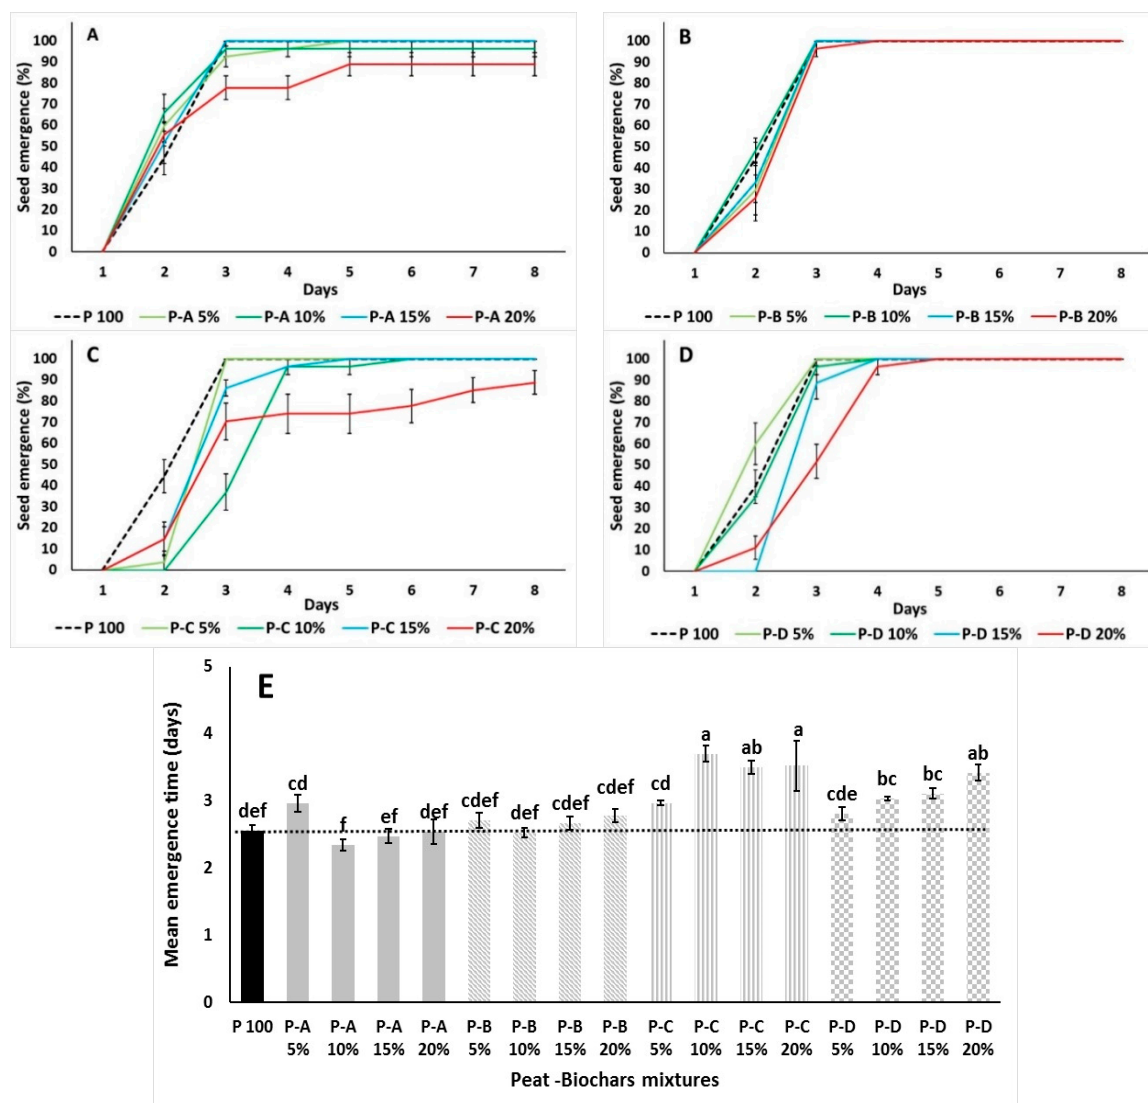 A
Seed emergence (%)
100
90
80
70
60
50
40
30
20
10
0
1 2 3 4 5 6 7 8
Days
P 100 P-A 5% P-A 10% P-A 15% P-A 20%
B
Seed emergence (%)
100
90
80
70
60
50
40
30
20
10
0
1 2 3 4 5 6 7 8
Days
P 100 P-B 5% P-B 10% P-B 15% P-B 20%
C
Seed emergence (%)
100
90
80
70
60
50
40
30
20
10
0
1 2 3 4 5 6 7 8
Days
P 100 P-C 5% P-C 10% P-C 15% P-C 20%
D
Seed emergence (%)
100
90
80
70
60
50
40
30
20
10
0
1 2 3 4 5 6 7 8
Days
P 100 P-D 5% P-D 10% P-D 15% P-D 20%
E
Mean emergence time (days)
5
4
3
2
1
0
def cd f ef def cdef ef cdef cdef cd a ab a cde bc bc ab
P 100 P-A P-A P-A P-A P-B P-B P-B P-B P-C P-C P-C P-C P-D P-D P-D P-D
5% 10% 15% 20% 5% 10% 15% 20% 5% 10% 15% 20% 5% 10% 15% 20%
Peat -Biochars mixtures